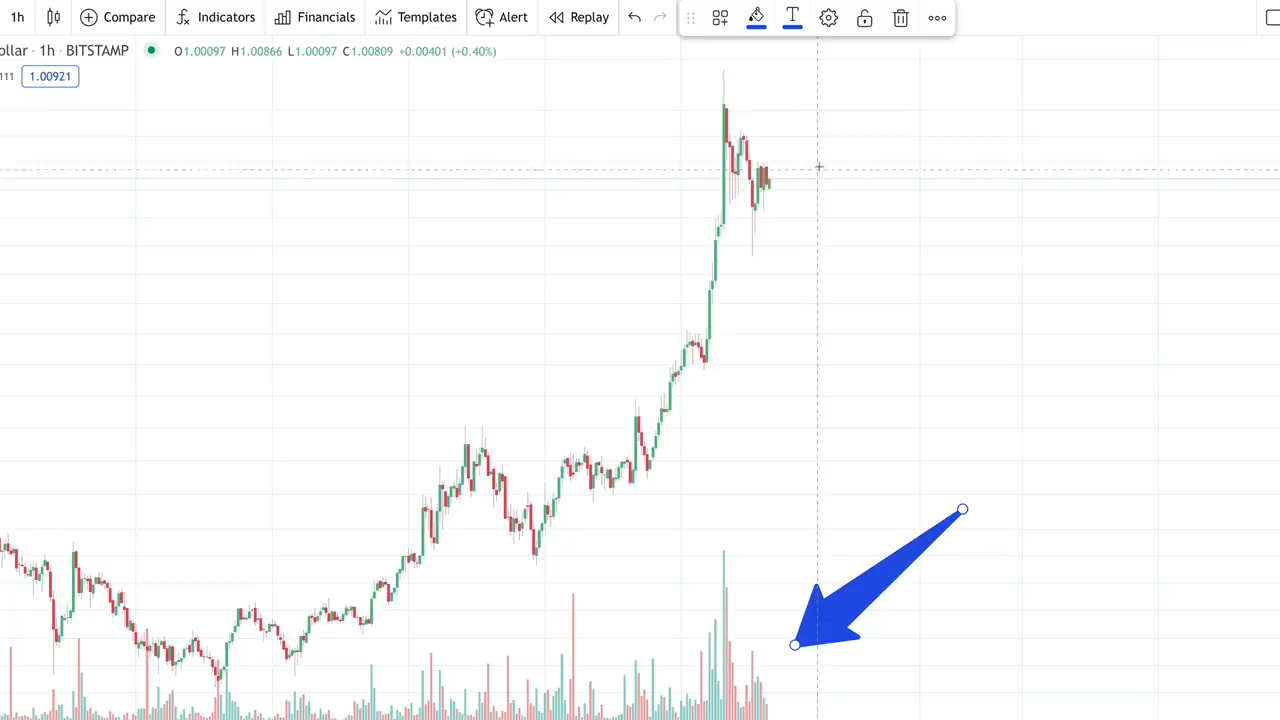 1h Compare Indicators Financials Templates Alert Replay T
ollar · 1h · BITSTAMP O1.00097 H1.00866 L1.00097 C1.00809 +0.00401 (+0.40%)
111 1.00921